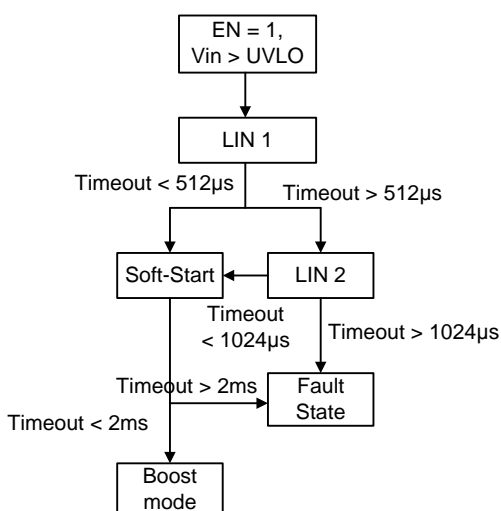 EN = 1,
Vin > UVLO
LIN 1
Timeout < 512µs
Timeout > 512µs
Soft-Start
LIN 2
Timeout
< 1024µs
Timeout > 1024µs
Timeout > 2ms
Fault
State
Timeout < 2ms
Boost
mode